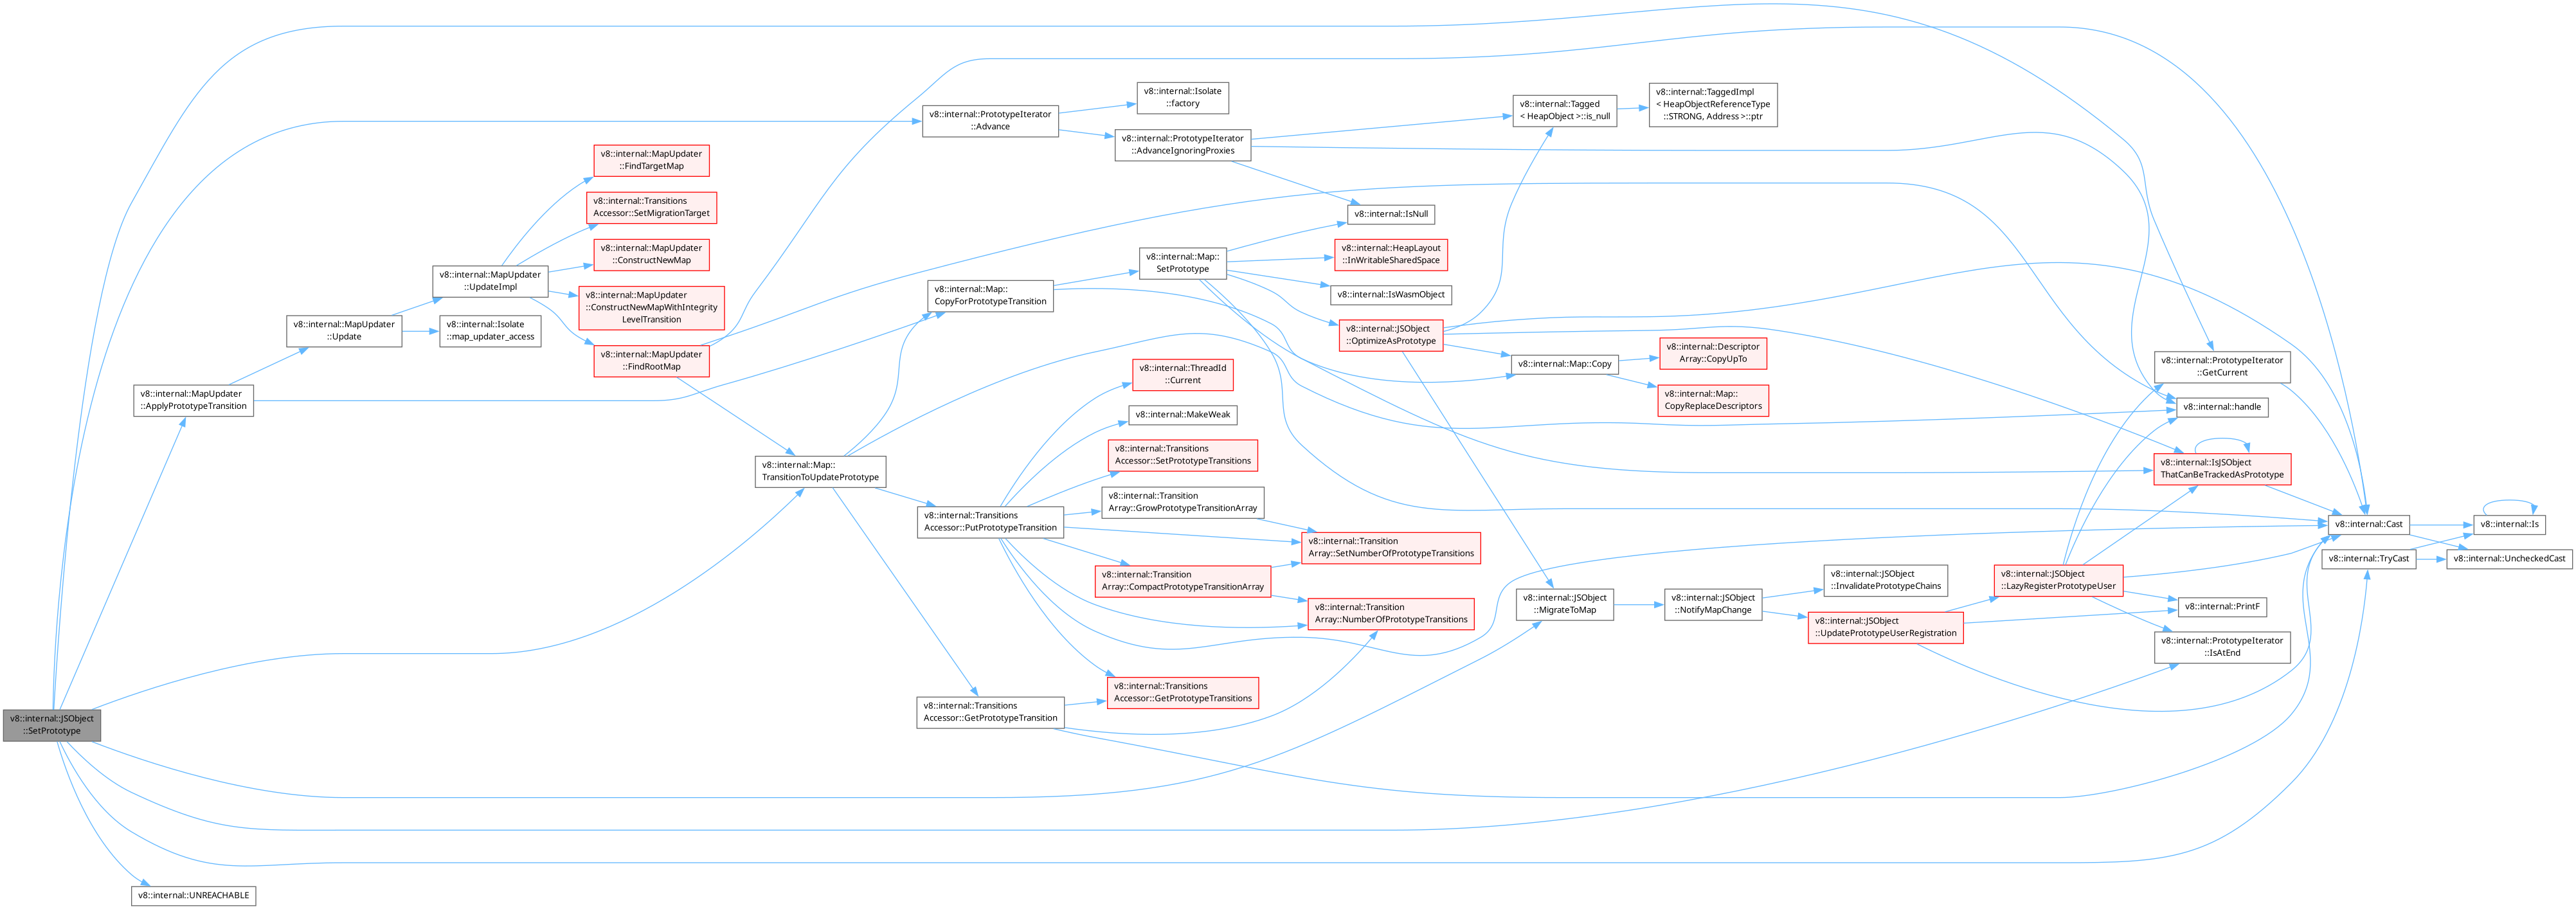 v8::internal::JSObject
::SetPrototype
v8::internal::MapUpdater
::ApplyPrototypeTransition
v8::internal::UNREACHABLE
v8::internal::MapUpdater
::Update
v8::internal::MapUpdater
::UpdateImpl
v8::internal::Isolate
::map_updater_access
v8::internal::MapUpdater
::FindTargetMap
v8::internal::Transitions
Accessor::SetMigrationTarget
v8::internal::MapUpdater
::ConstructNewMap
v8::internal::MapUpdater
::ConstructNewMapWithIntegrity
LevelTransition
v8::internal::MapUpdater
::FindRootMap
v8::internal::Map::
TransitionToUpdatePrototype
v8::internal::PrototypeIterator
::Advance
v8::internal::Map::
CopyForPrototypeTransition
v8::internal::Transitions
Accessor::PutPrototypeTransition
v8::internal::Transitions
Accessor::GetPrototypeTransition
v8::internal::Isolate
::factory
v8::internal::PrototypeIterator
::AdvanceIgnoringProxies
v8::internal::Map::
SetPrototype
v8::internal::ThreadId
::Current
v8::internal::MakeWeak
v8::internal::Transitions
Accessor::SetPrototypeTransitions
v8::internal::Transition
Array::GrowPrototypeTransitionArray
v8::internal::Transition
Array::CompactPrototypeTransitionArray
v8::internal::Transitions
Accessor::GetPrototypeTransitions
v8::internal::IsNull
v8::internal::HeapLayout
::InWritableSharedSpace
v8::internal::IsWasmObject
v8::internal::JSObject
::OptimizeAsPrototype
v8::internal::Transition
Array::SetNumberOfPrototypeTransitions
v8::internal::Transition
Array::NumberOfPrototypeTransitions
v8::internal::Tagged
< HeapObject >::is_null
v8::internal::TaggedImpl
< HeapObjectReferenceType
::STRONG, Address >::ptr
v8::internal::Map::Copy
v8::internal::Descriptor
Array::CopyUpTo
v8::internal::Map::
CopyReplaceDescriptors
v8::internal::JSObject
::MigrateToMap
v8::internal::JSObject
::NotifyMapChange
v8::internal::JSObject
::InvalidatePrototypeChains
v8::internal::JSObject
::UpdatePrototypeUserRegistration
v8::internal::JSObject
::LazyRegisterPrototypeUser
v8::internal::PrototypeIterator
::GetCurrent
v8::internal::handle
v8::internal::IsJSObject
ThatCanBeTrackedAsPrototype
v8::internal::PrintF
v8::internal::PrototypeIterator
::IsAtEnd
v8::internal::Cast
v8::internal::TryCast
v8::internal::Is
v8::internal::UncheckedCast